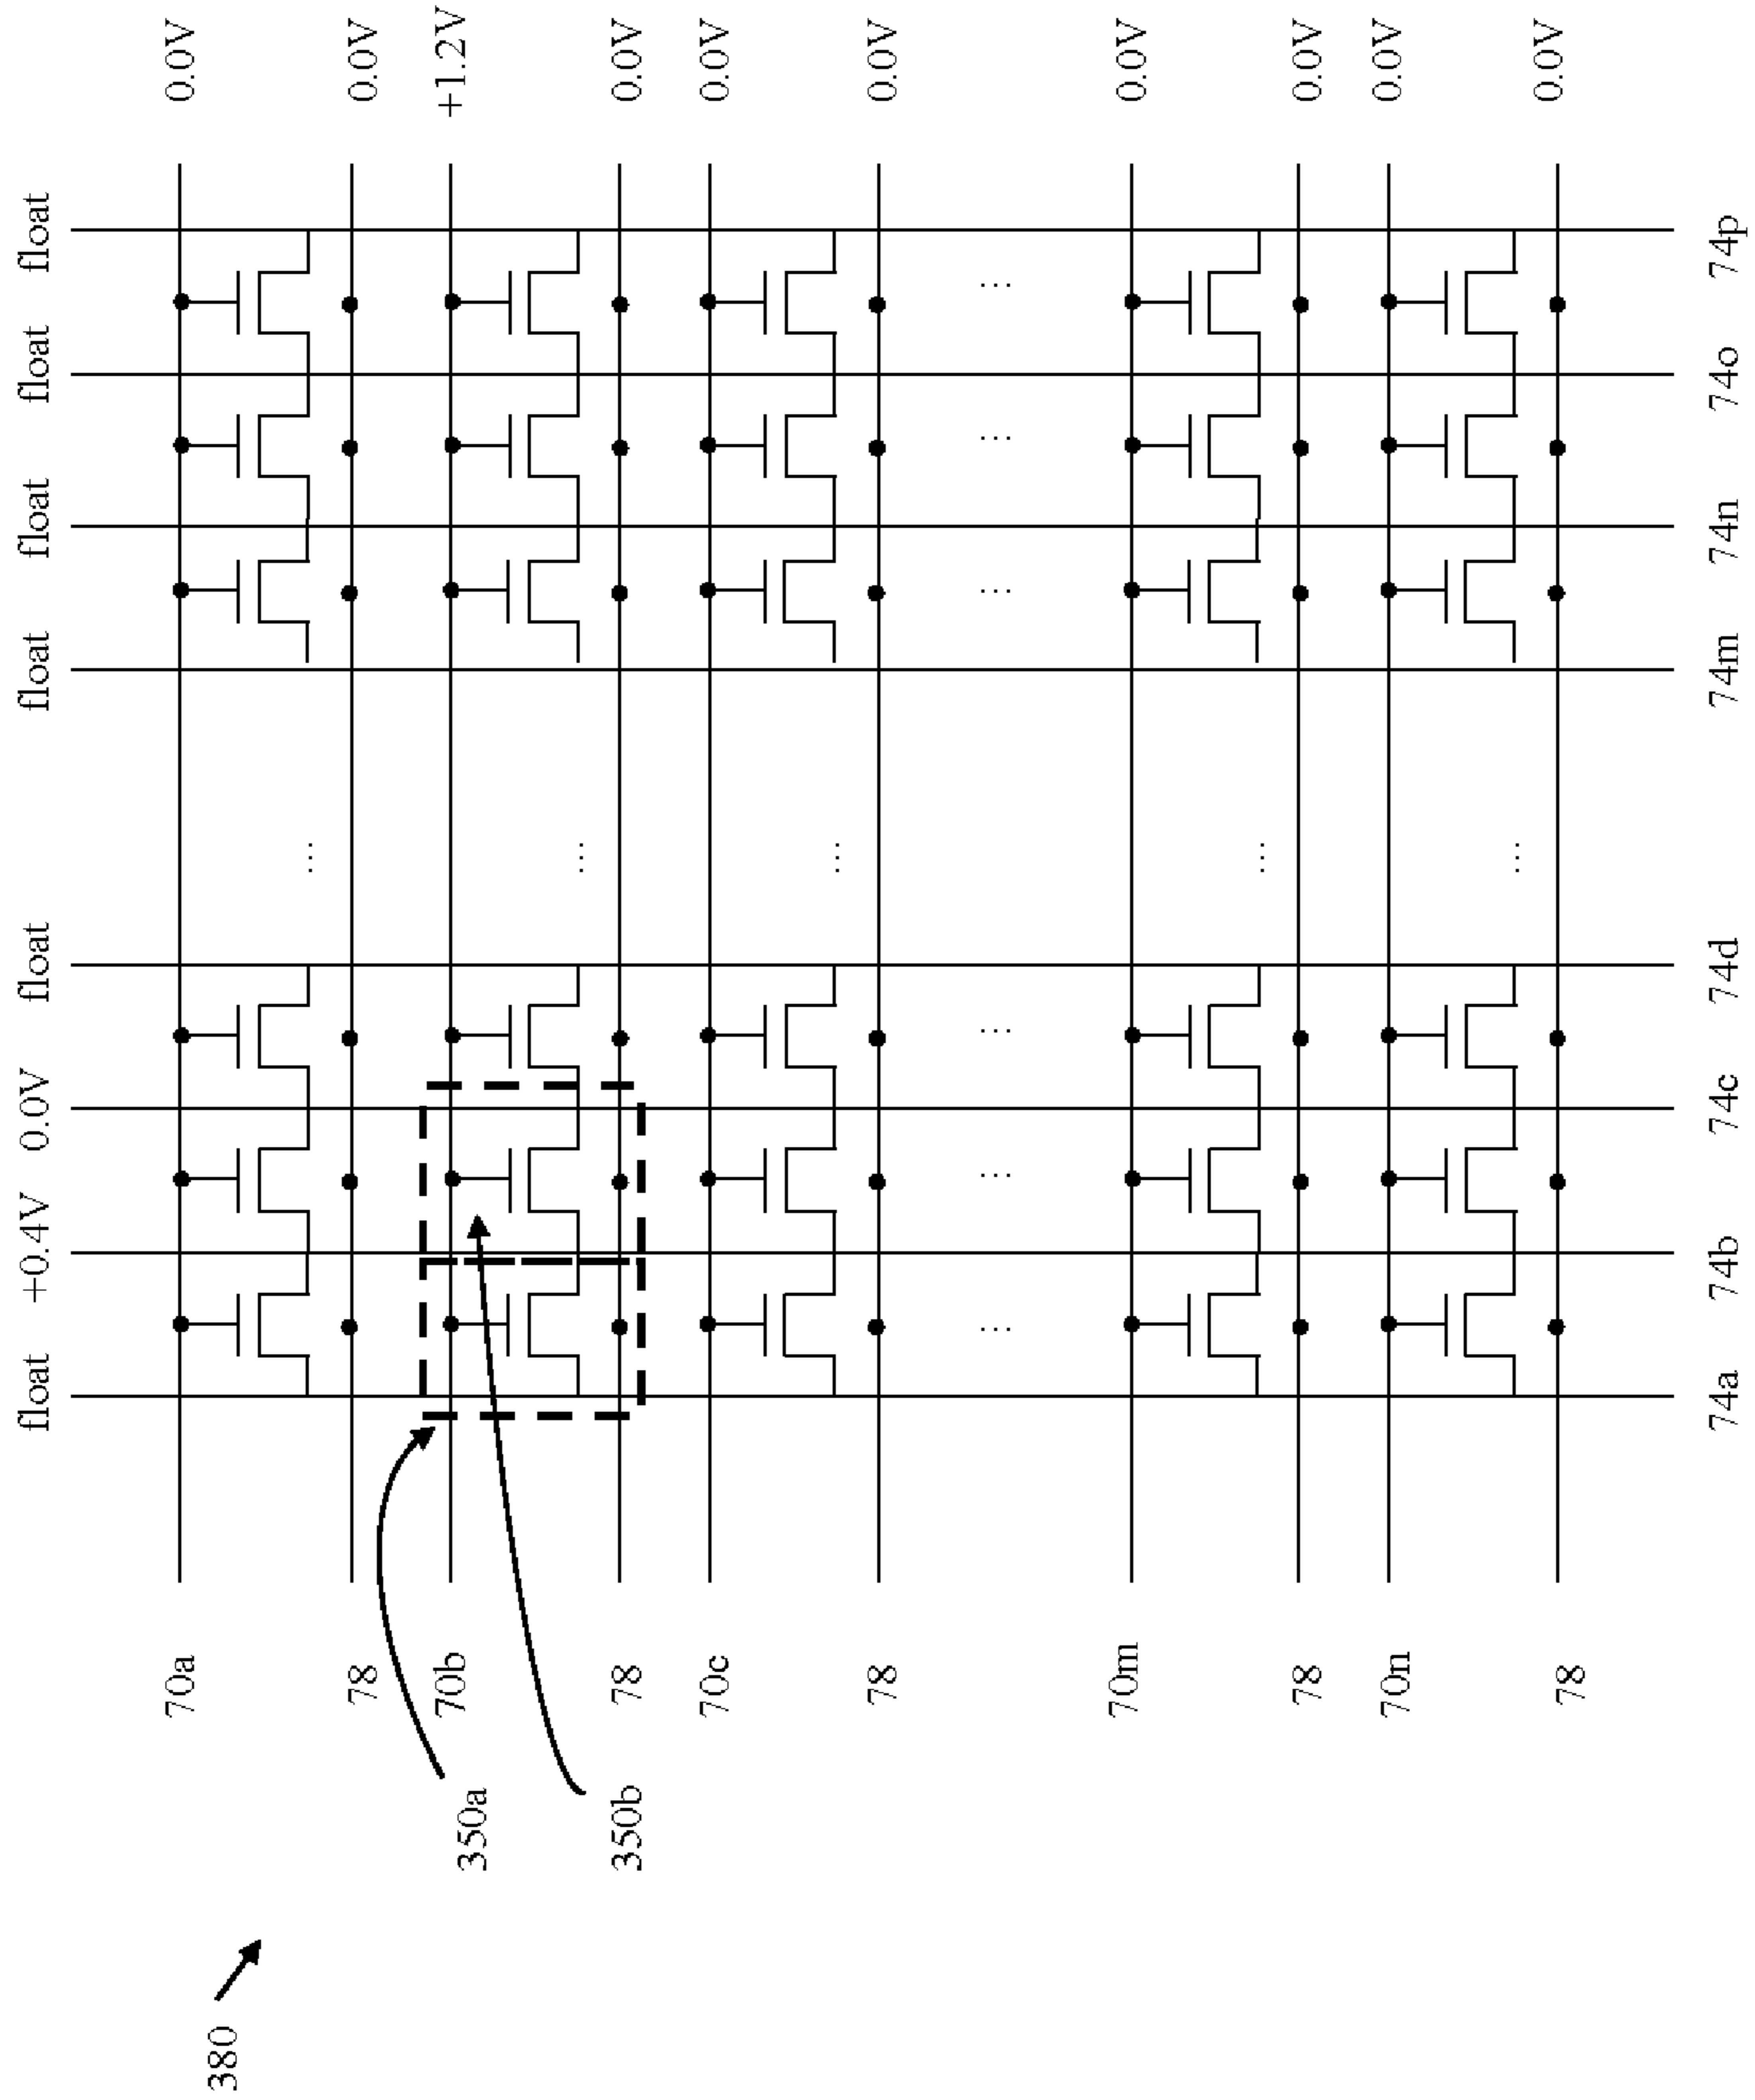 float +0.4V 0.0V float float float float float
70a 0.0V
380
78 0.0V
70b +1.2V
350a
350b 78 0.0V
70c 0.0V
78 0.0V
70m 0.0V
78 0.0V
70n 0.0V
78 0.0V
74a 74b 74c 74d 74m 74n 74o 74p